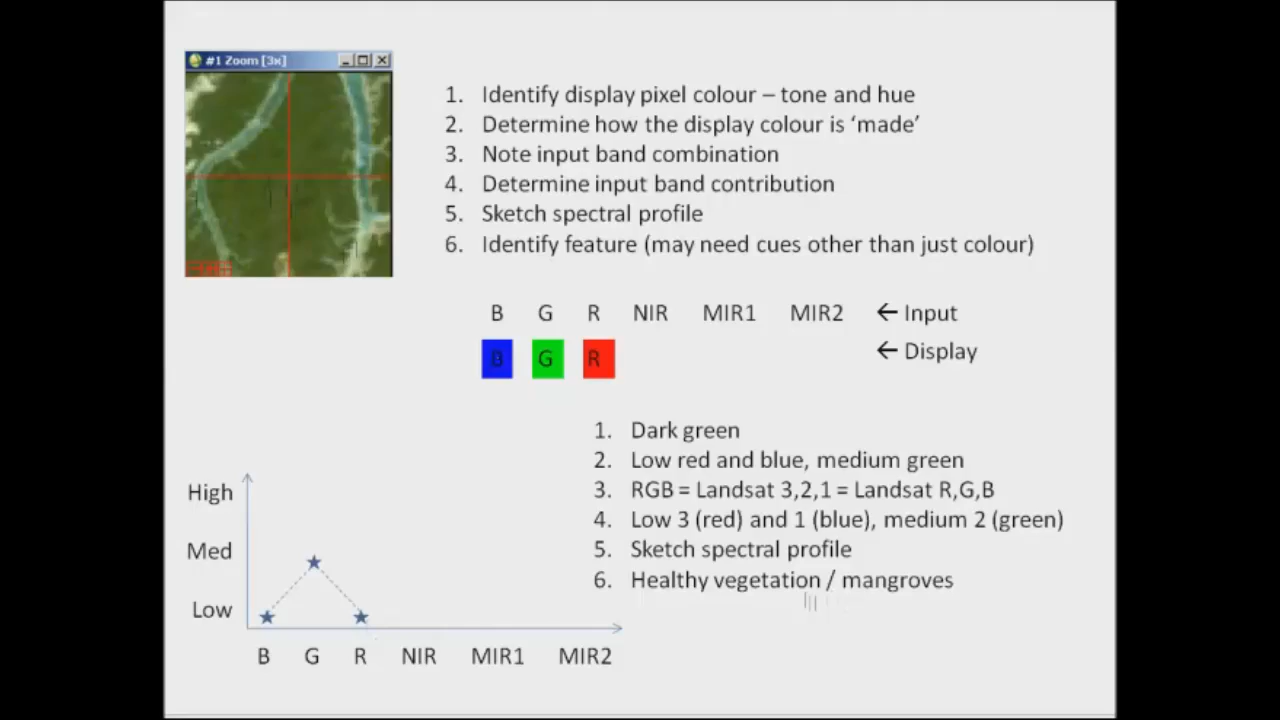 #1 Zoom [3x]
1. Identify display pixel colour – tone and hue
2. Determine how the display colour is ‘made’
3. Note input band combination
4. Determine input band contribution
5. Sketch spectral profile
6. Identify feature (may need cues other than just colour)
B G R NIR MIR1 MIR2 ← Input
B G R ← Display
1. Dark green
2. Low red and blue, medium green
3. RGB = Landsat 3,2,1 = Landsat R,G,B
4. Low 3 (red) and 1 (blue), medium 2 (green)
5. Sketch spectral profile
6. Healthy vegetation / mangroves
High
Med
Low
B G R NIR MIR1 MIR2